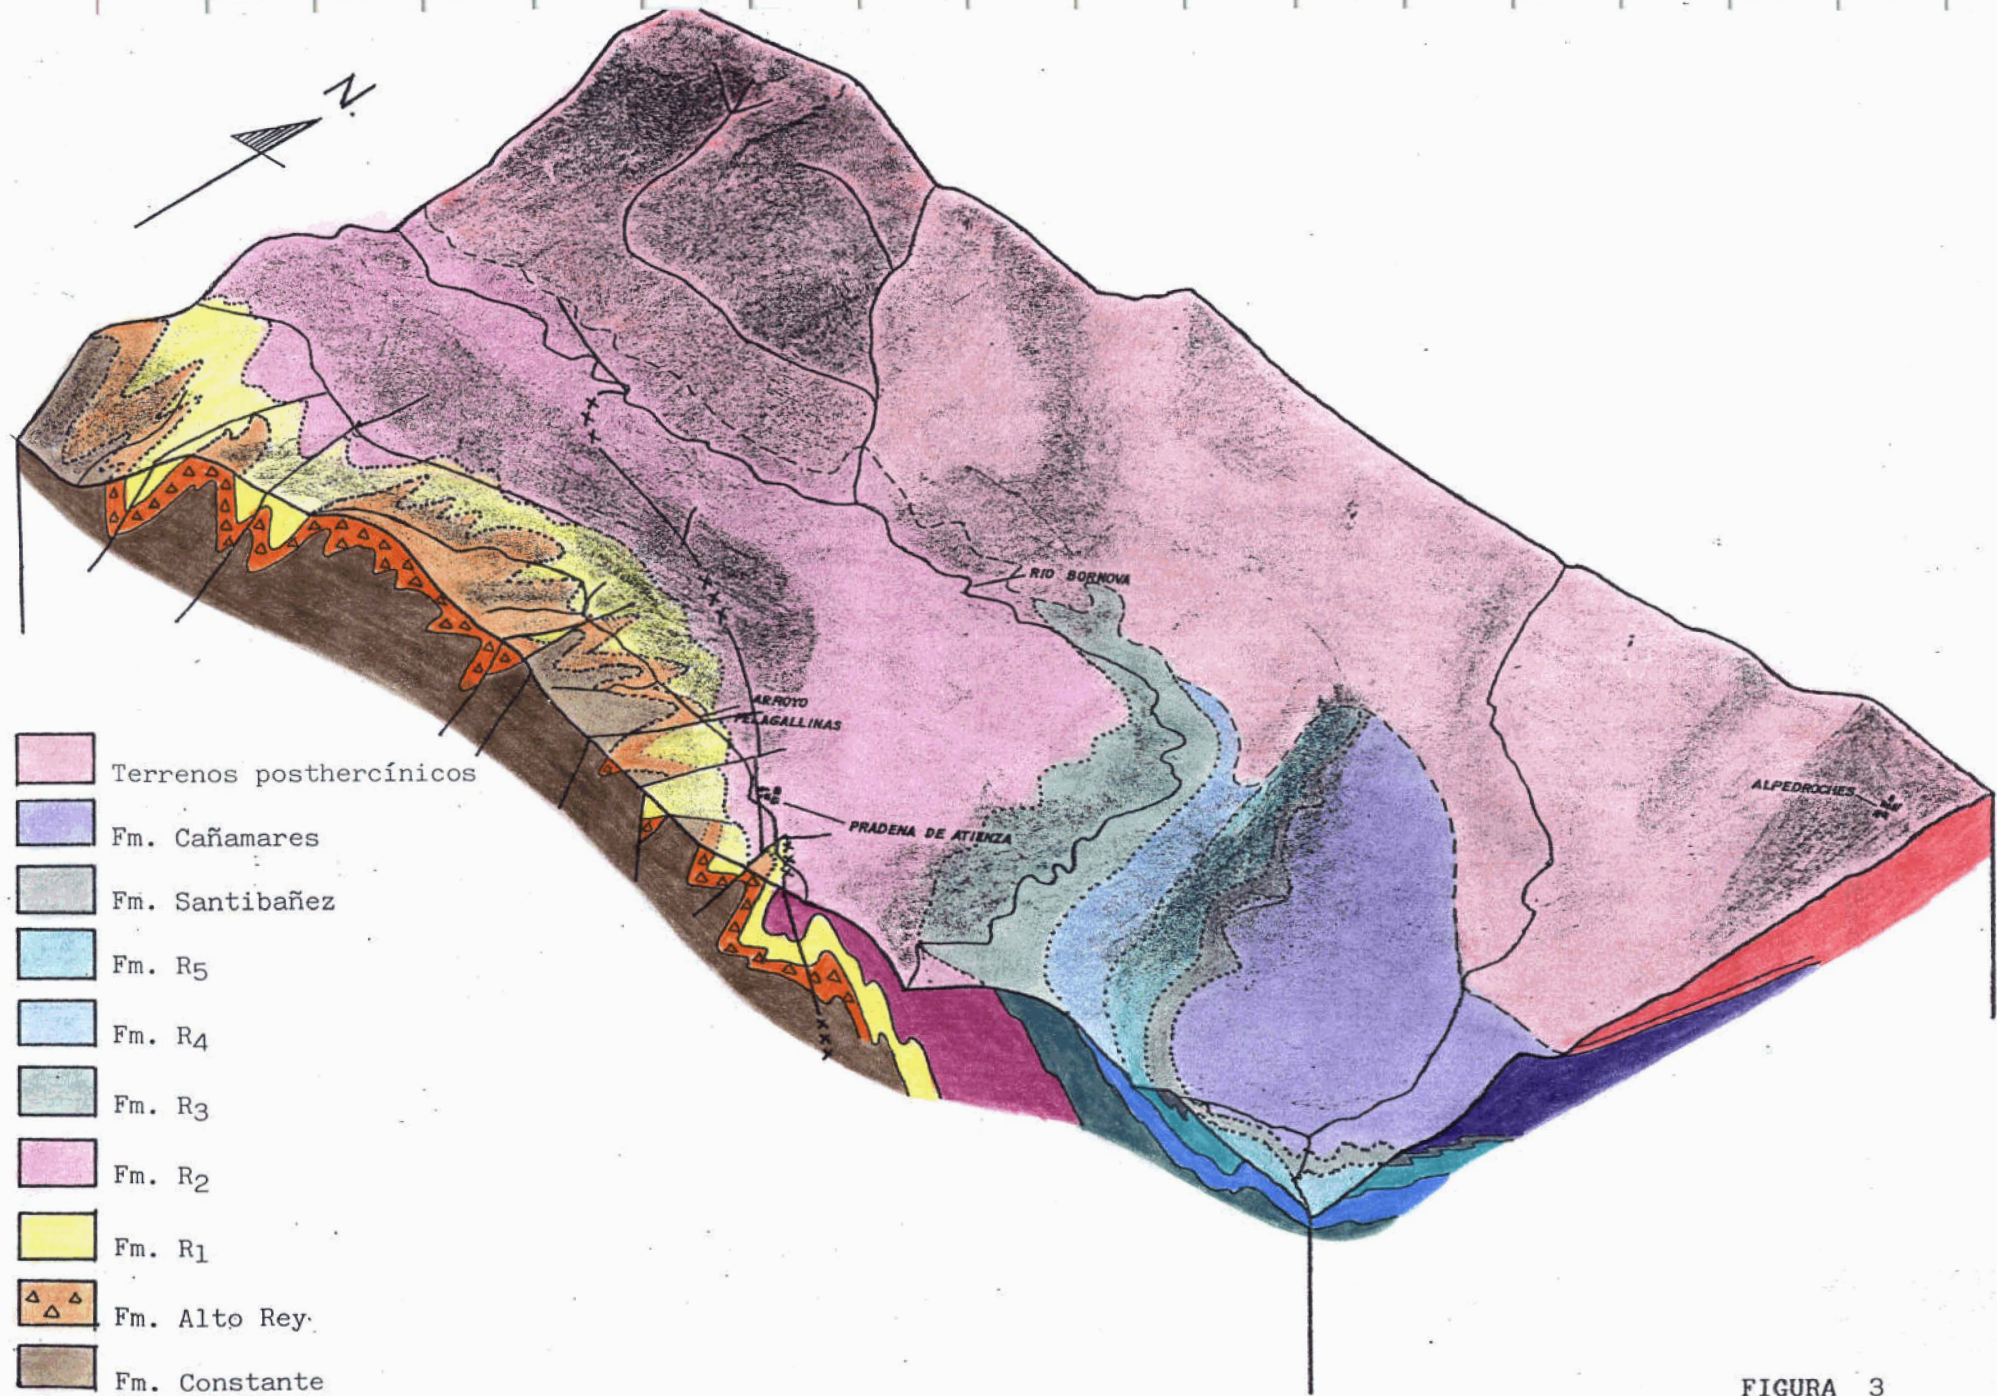 N.
RIO BORNOVA
ARROYO
PELAGALLINAS
PRADENA DE ATIENZA
ALPEDROCHES
Terrenos posthercínicos
Fm. Cañamares
Fm. Santibañez
Fm. R5
Fm. R4
Fm. R3
Fm. R2
Fm. R1
Fm. Alto Rey
Fm. Constante
FIGURA 3